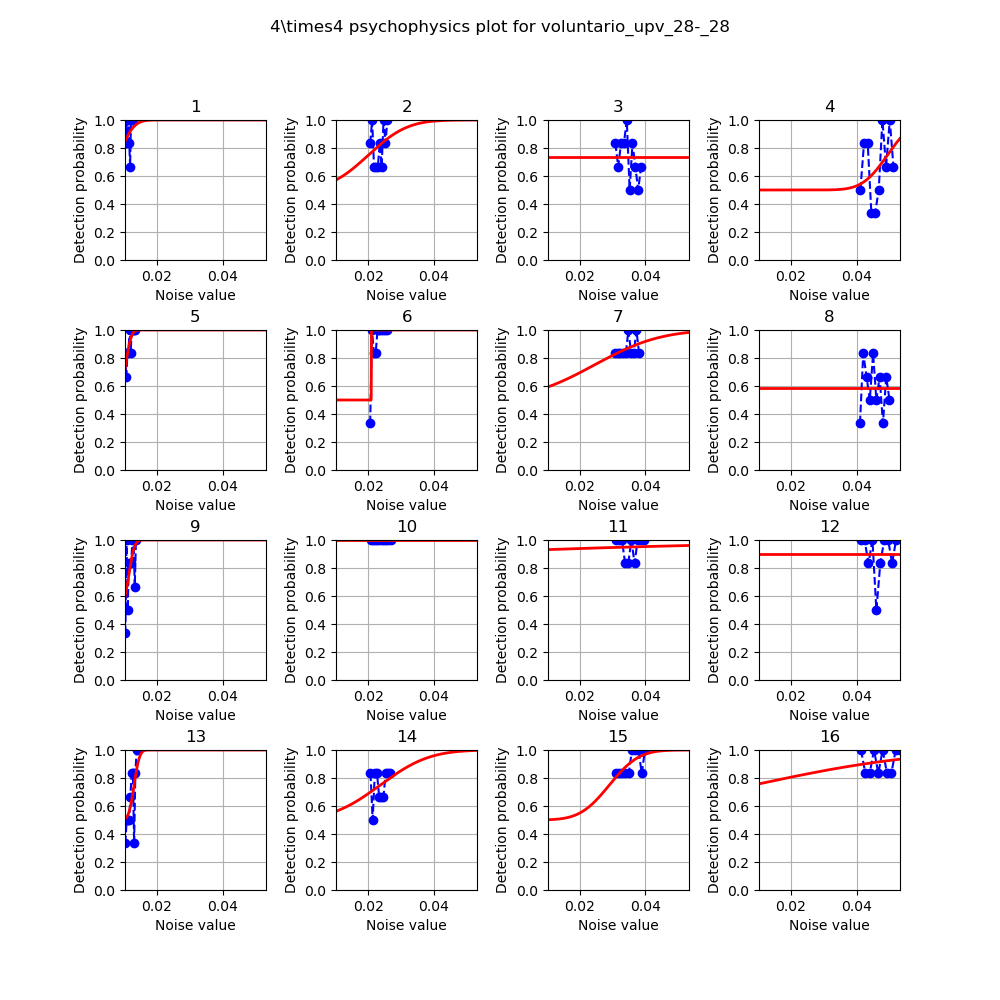 4\times4 psychophysics plot for voluntario_upv_28-_28
1 2 3 4
Detection probability Detection probability Detection probability Detection probability
1.0 1.0 1.0 1.0
0.8 0.8 0.8 0.8
0.6 0.6 0.6 0.6
0.4 0.4 0.4 0.4
0.2 0.2 0.2 0.2
0.0 0.0 0.0 0.0
0.02 0.04 0.02 0.04 0.02 0.04 0.02 0.04
Noise value Noise value Noise value Noise value
5 6 7 8
Detection probability Detection probability Detection probability Detection probability
1.0 1.0 1.0 1.0
0.8 0.8 0.8 0.8
0.6 0.6 0.6 0.6
0.4 0.4 0.4 0.4
0.2 0.2 0.2 0.2
0.0 0.0 0.0 0.0
0.02 0.04 0.02 0.04 0.02 0.04 0.02 0.04
Noise value Noise value Noise value Noise value
9 10 11 12
Detection probability Detection probability Detection probability Detection probability
1.0 1.0 1.0 1.0
0.8 0.8 0.8 0.8
0.6 0.6 0.6 0.6
0.4 0.4 0.4 0.4
0.2 0.2 0.2 0.2
0.0 0.0 0.0 0.0
0.02 0.04 0.02 0.04 0.02 0.04 0.02 0.04
Noise value Noise value Noise value Noise value
13 14 15 16
Detection probability Detection probability Detection probability Detection probability
1.0 1.0 1.0 1.0
0.8 0.8 0.8 0.8
0.6 0.6 0.6 0.6
0.4 0.4 0.4 0.4
0.2 0.2 0.2 0.2
0.0 0.0 0.0 0.0
0.02 0.04 0.02 0.04 0.02 0.04 0.02 0.04
Noise value Noise value Noise value Noise value